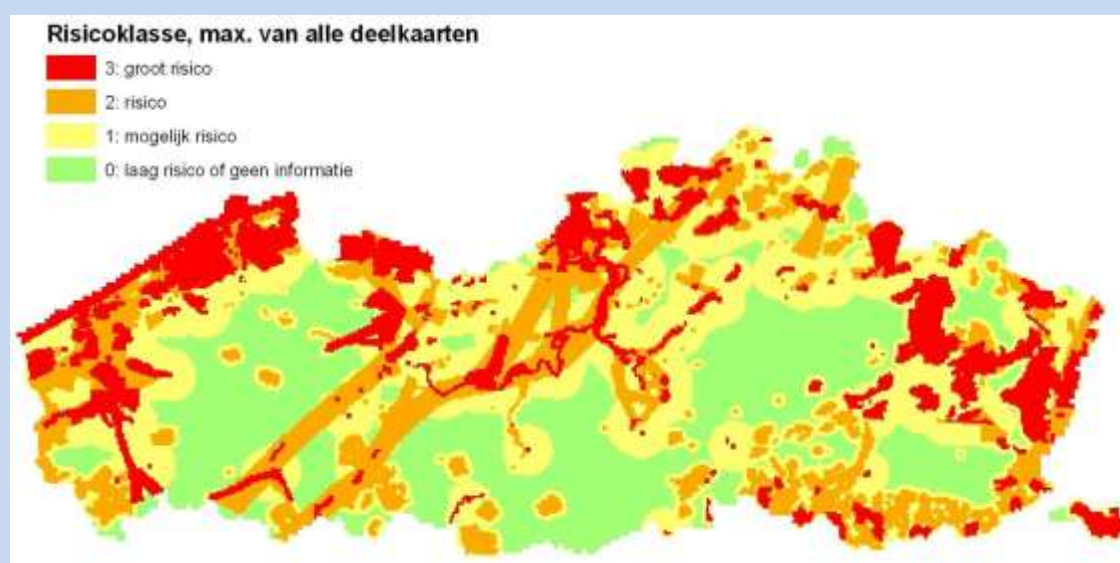 Risicoklasse, max. van alle deelkaarten
3: groot risico
2: risico
1: mogelijk risico
0: laag risico of geen informatie